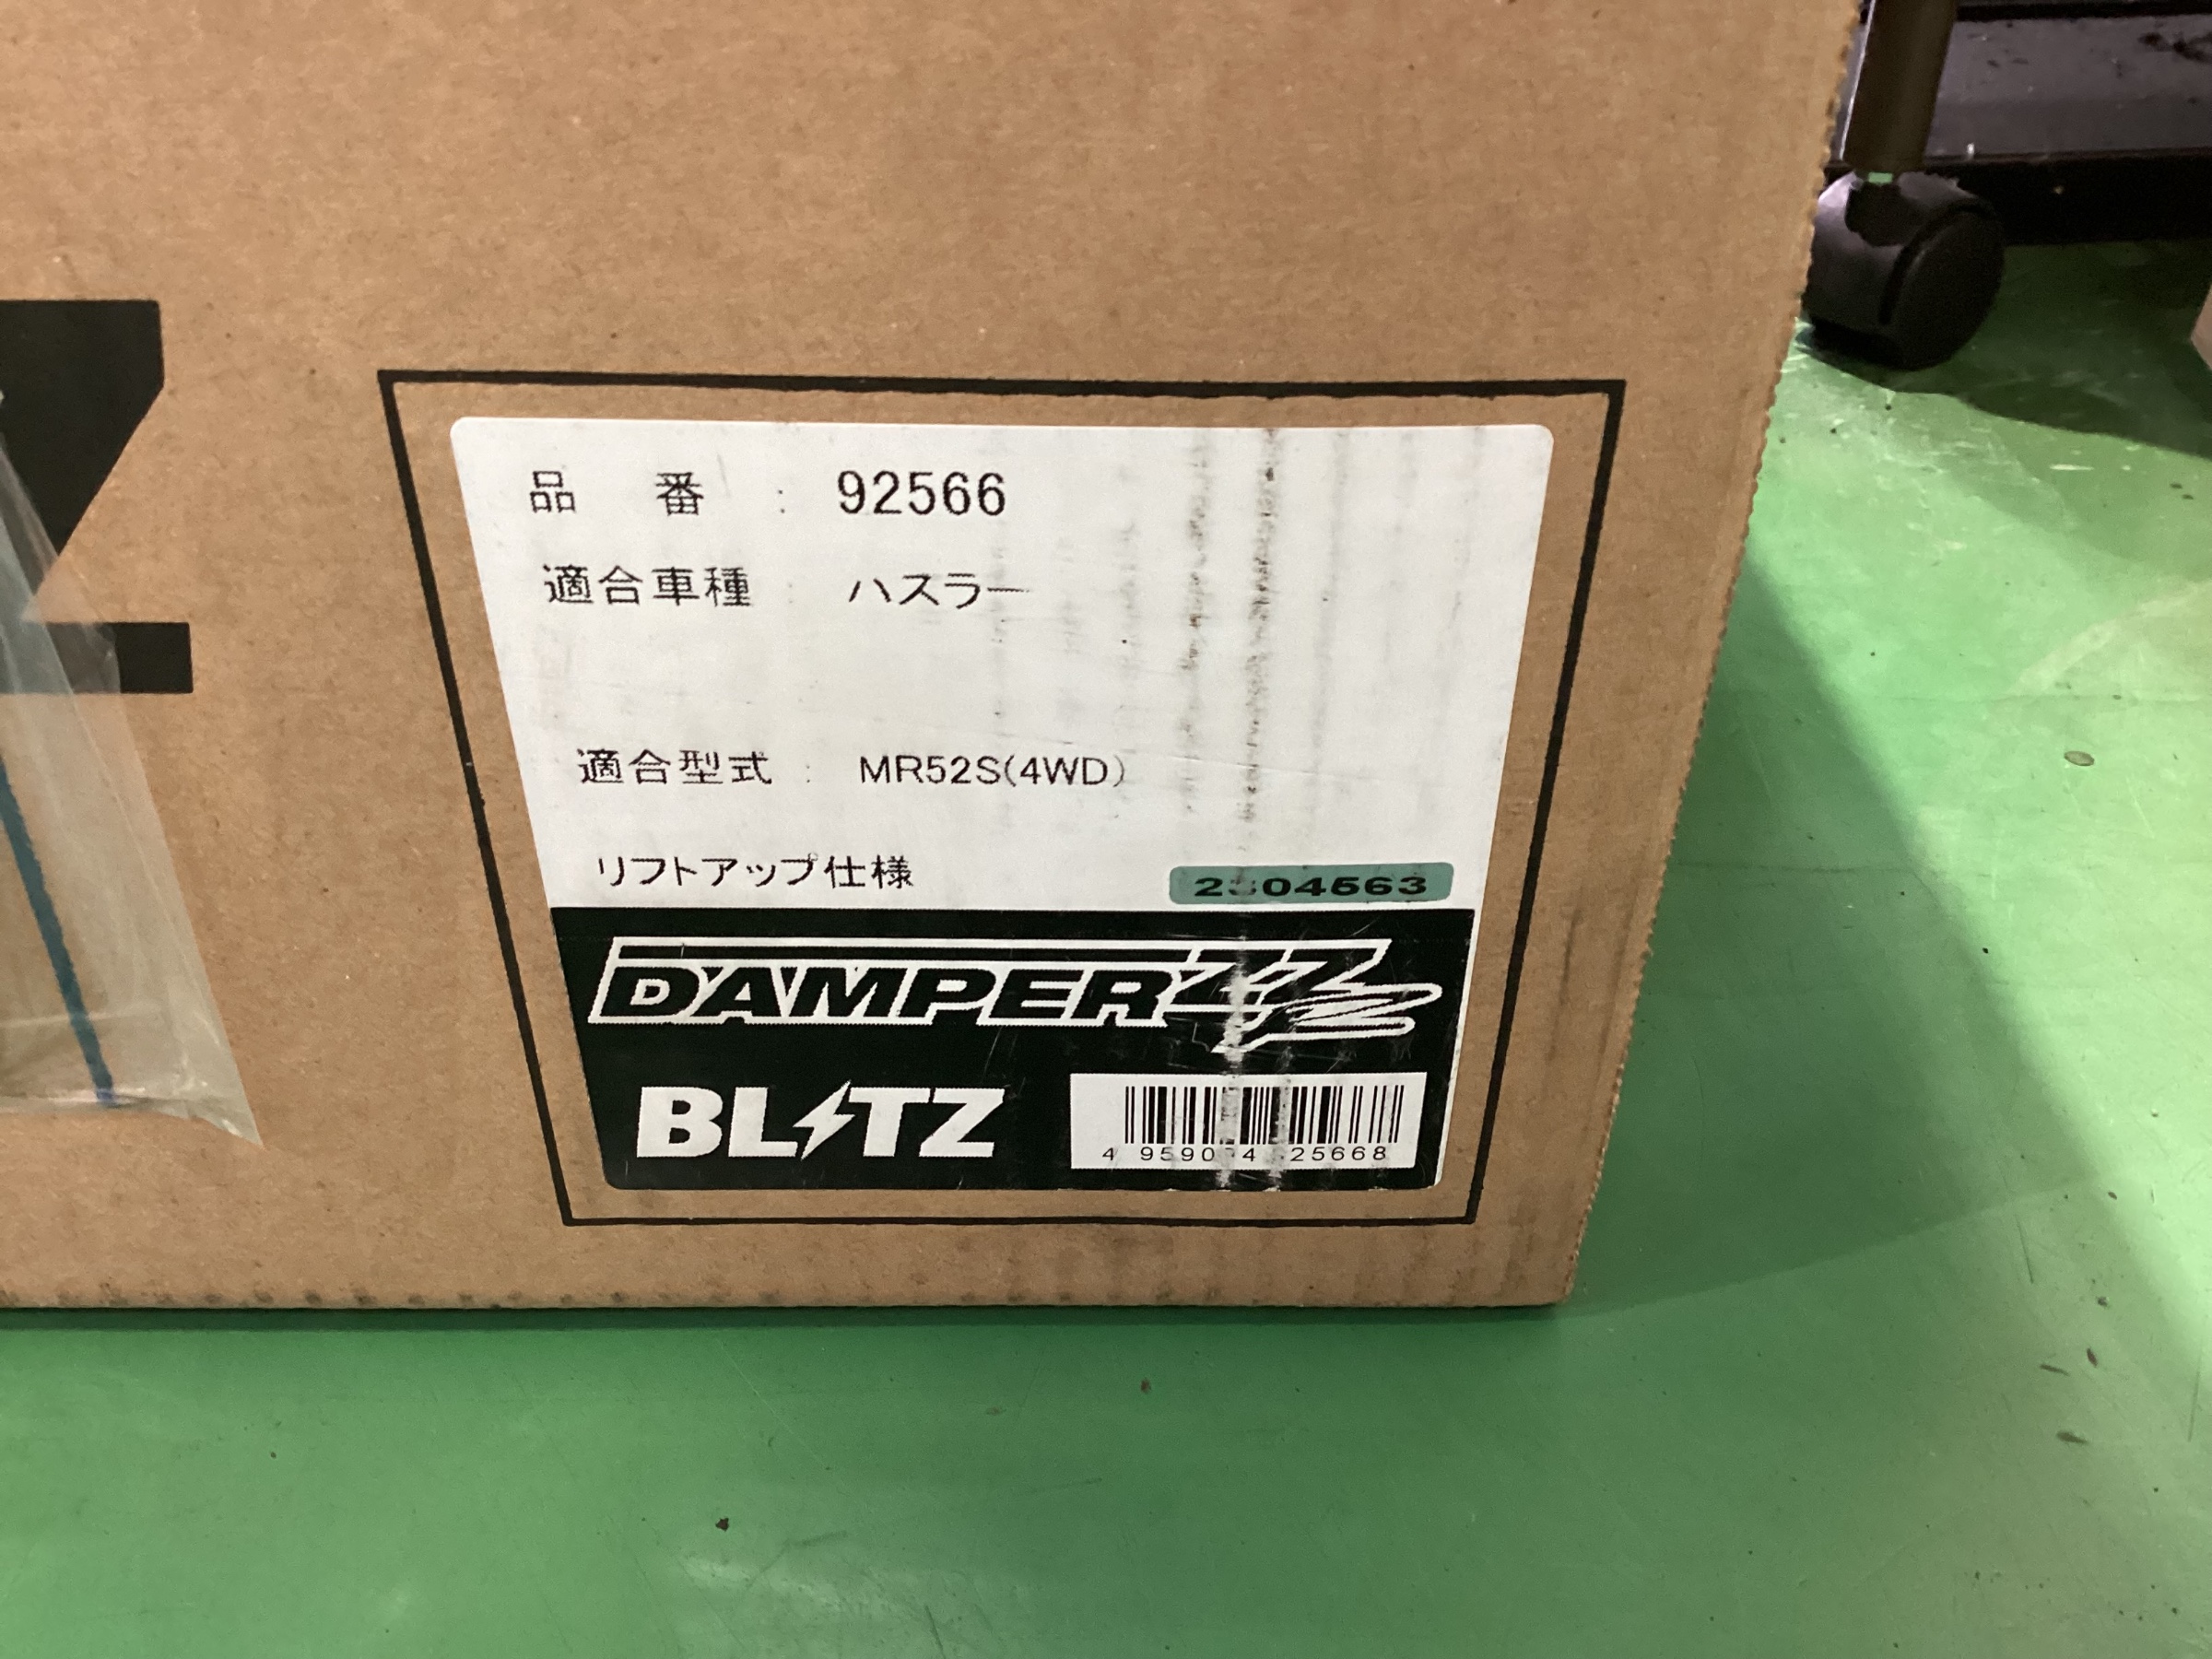 品 番 : 92566
適合車種 : ハスラー
適合型式 : MR52S(4WD)
リフトアップ仕様
DAMPER ZZ-R
BLITZ